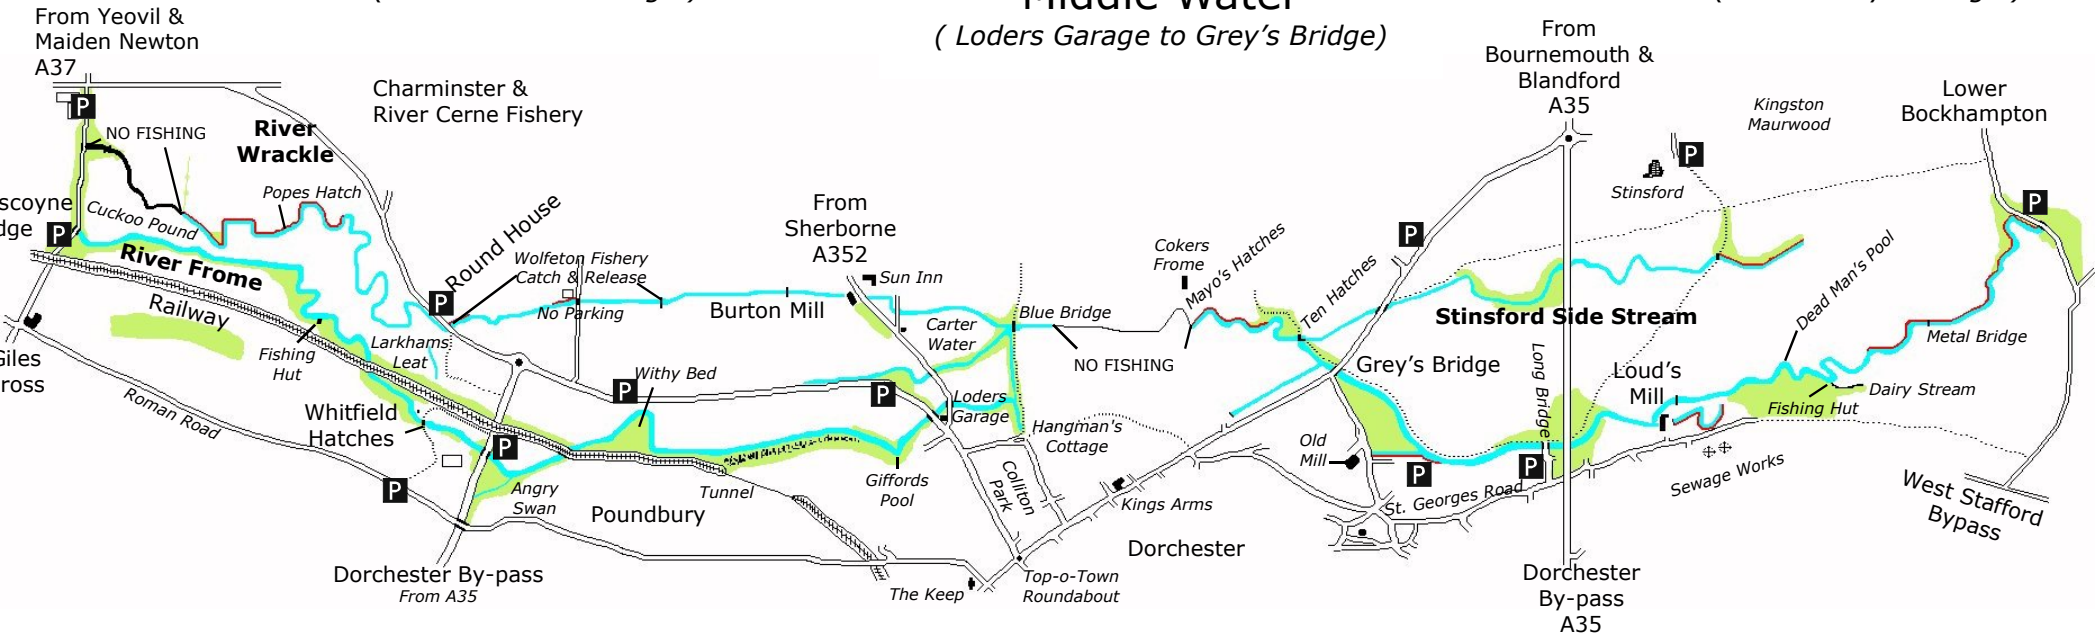 ( Loders Garage to Grey's Bridge)
From Yeovil &
Maiden Newton
A37
Charminster &
River Cerne Fishery
From
Bournemouth &
Blandford
A35
Kingston
Maurwood
Lower
Bockhampton
P
NO FISHING
River
Wrackle
Popes Hatch
Cuckoo Pound
P
River Frome
Railway
Round House
P
Wolfeton Fishery
Catch & Release
No Parking
From
Sherborne
A352
Sun Inn
Burton Mill
Carter
Water
Blue Bridge
Cokers
Frome
Mayo's Hatches
NO FISHING
Ten Hatches
P
P
Stinsford
P
Stinsford Side Stream
Dead Man's Pool
Metal Bridge
Grey's Bridge
Long Bridge
Loud's
Mill
Dairy Stream
Fishing Hut
Fishing
Hut
Larkhams
Leat
Withy Bed
P
P
Loders
Garage
Roman Road
Whitfield
Hatches
P
P
Angry
Swan
Poundbury
Tunnel
Giffords
Pool
Hangman's
Cottage
Colliton
Park
Kings Arms
Old
Mill
P
P
St. Georges Road
Sewage Works
West Stafford
Bypass
Dorchester
Dorchester By-pass
From A35
The Keep
Top-o-Town
Roundabout
Dorchester
By-pass
A35